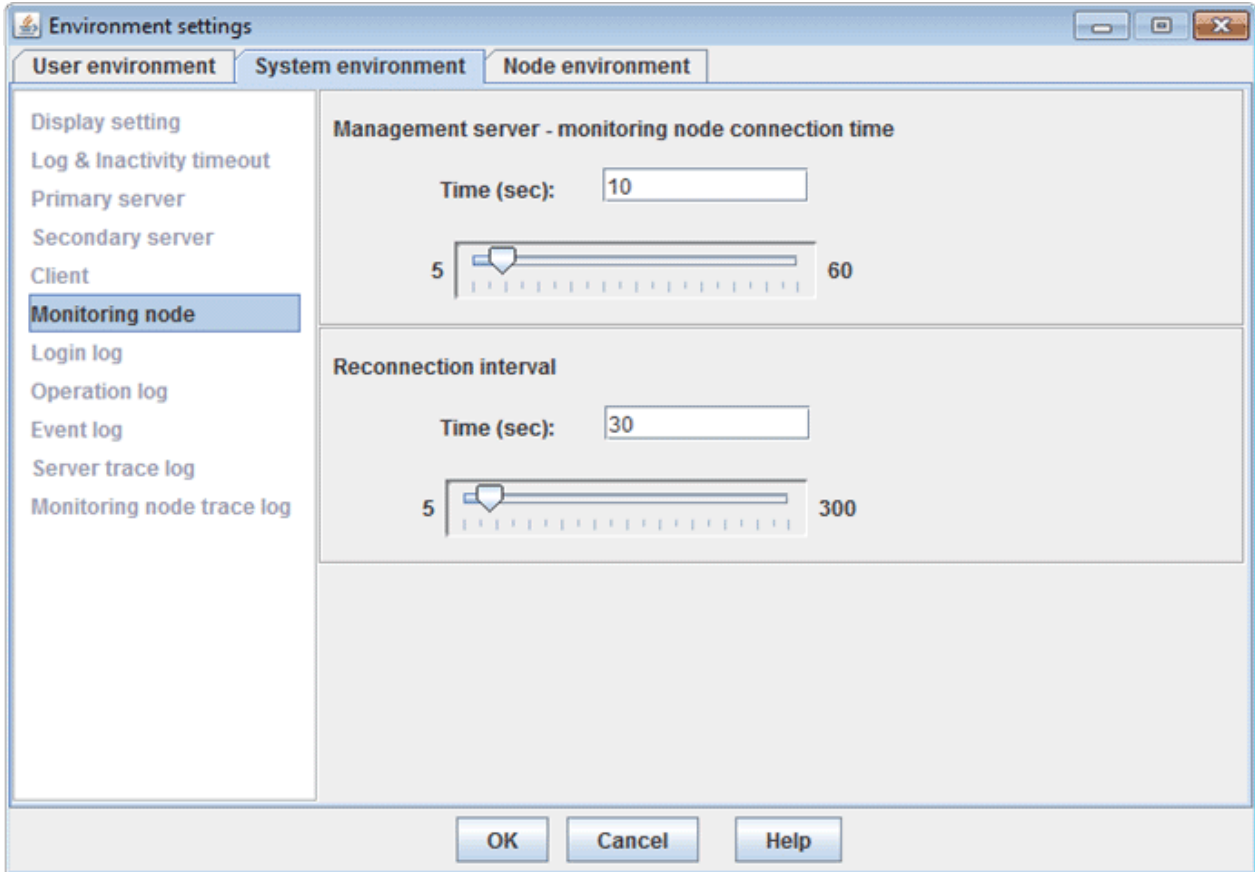 Environment settings
User environment System environment Node environment
Display setting
Log & Inactivity timeout
Primary server
Secondary server
Client
Monitoring node
Login log
Operation log
Event log
Server trace log
Monitoring node trace log
Management server - monitoring node connection time
Time (sec): 10
5 60
Reconnection interval
Time (sec): 30
5 300
OK Cancel Help